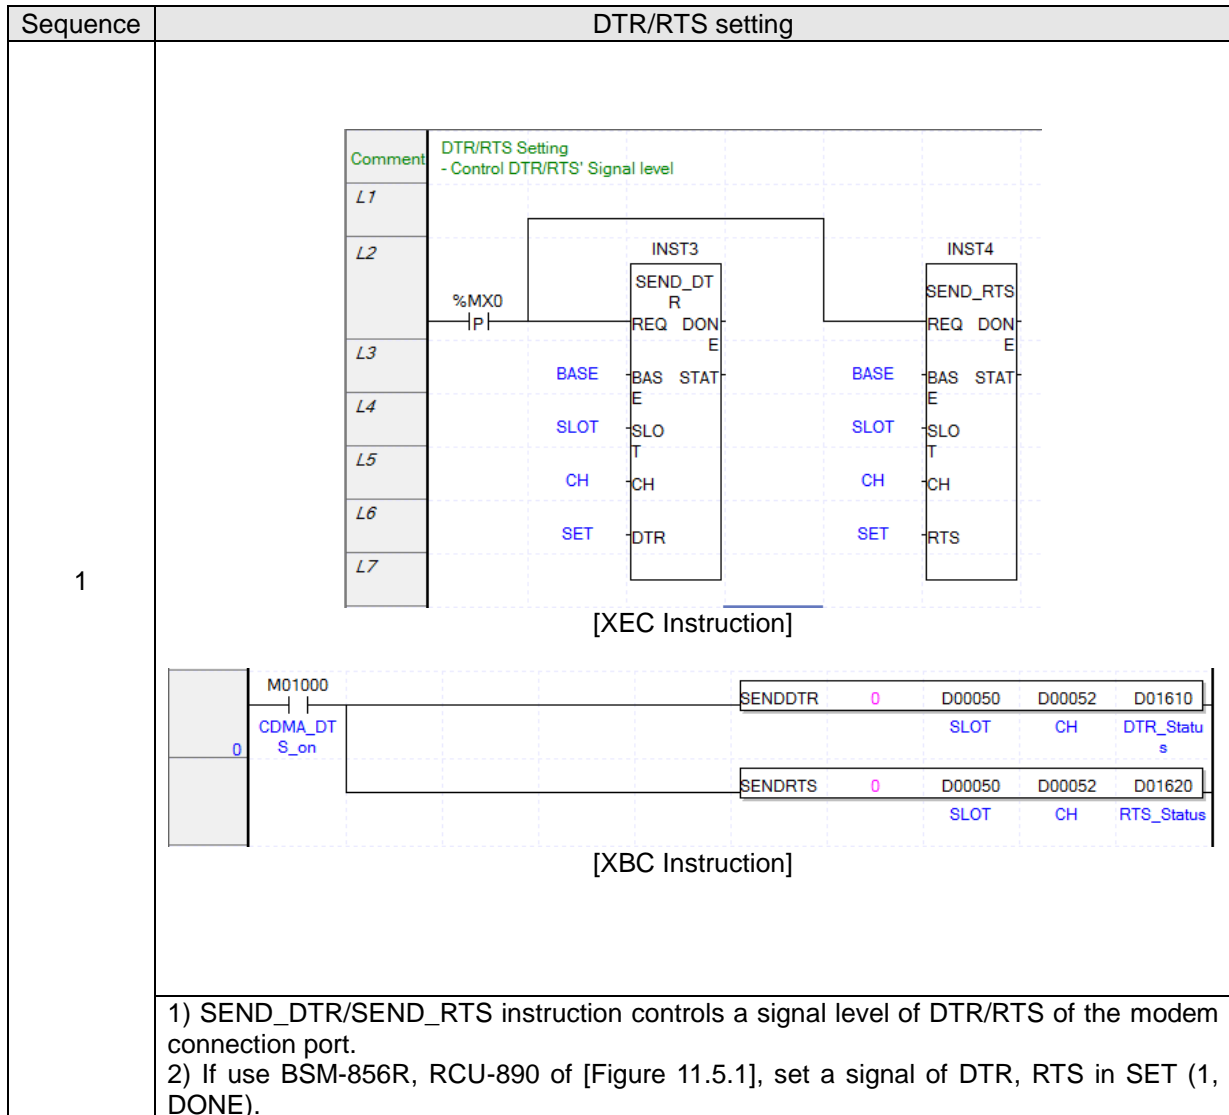 Sequence DTR/RTS setting
1
Comment DTR/RTS Setting
- Control DTR/RTS' Signal level
L1
L2 INST3 INST4
SEND_DT
R
SEND_RTS
%MX0
P REQ DON
E
REQ DON
E
L3
BASE BAS STAT
E
BASE BAS STAT
E
L4
SLOT SLO
T
SLOT SLO
T
L5
CH CH CH CH
L6
SET DTR SET RTS
L7
[XEC Instruction]
M01000
SENDDTR 0 D00050 D00052 D01610
CDMA_DT
S_on
SLOT CH DTR_Statu
s
0
SENDRTS 0 D00050 D00052 D01620
SLOT CH RTS_Status
[XBC Instruction]
1) SEND_DTR/SEND_RTS instruction controls a signal level of DTR/RTS of the modem
connection port.
2) If use BSM-856R, RCU-890 of [Figure 11.5.1], set a signal of DTR, RTS in SET (1,
DONE).